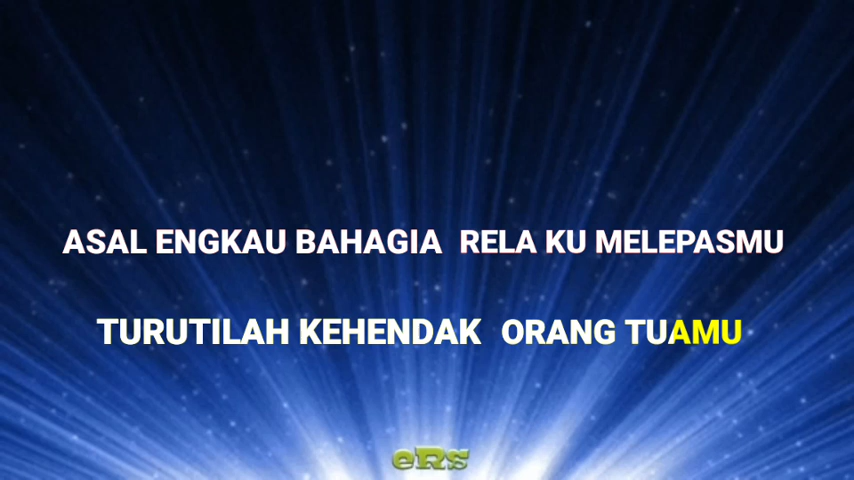 ASAL ENGKAU BAHAGIA RELA KU MELEPASMU
TURUTILAH KEHENDAK ORANG TUAMU
eRs